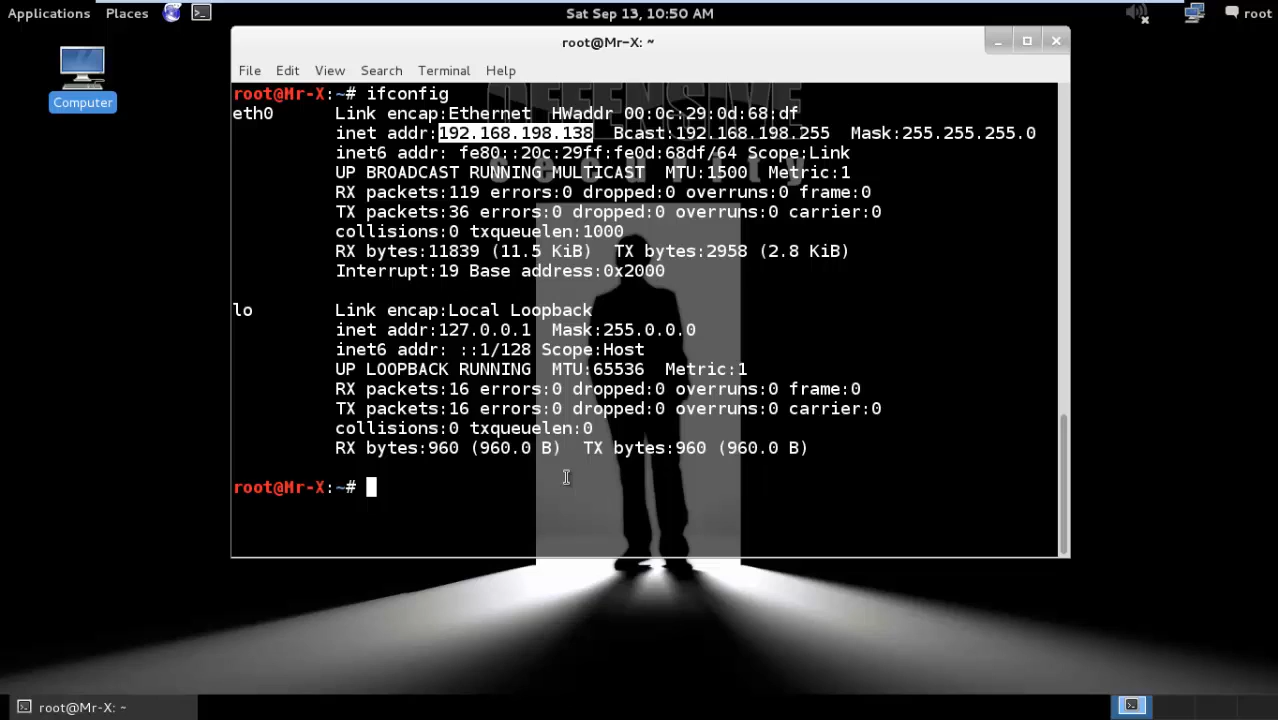 Applications Places Sat Sep 13, 10:50 AM root
root@Mr-X: ~
File Edit View Search Terminal Help
Computer
OFFENSIVE
security
root@Mr-X:~# ifconfig
eth0 Link encap:Ethernet HWaddr 00:0c:29:0d:68:df
inet addr:192.168.198.138 Bcast:192.168.198.255 Mask:255.255.255.0
inet6 addr: fe80::20c:29ff:fe0d:68df/64 Scope:Link
UP BROADCAST RUNNING MULTICAST MTU:1500 Metric:1
RX packets:119 errors:0 dropped:0 overruns:0 frame:0
TX packets:36 errors:0 dropped:0 overruns:0 carrier:0
collisions:0 txqueuelen:1000
RX bytes:11839 (11.5 KiB) TX bytes:2958 (2.8 KiB)
Interrupt:19 Base address:0x2000
lo Link encap:Local Loopback
inet addr:127.0.0.1 Mask:255.0.0.0
inet6 addr: ::1/128 Scope:Host
UP LOOPBACK RUNNING MTU:65536 Metric:1
RX packets:16 errors:0 dropped:0 overruns:0 frame:0
TX packets:16 errors:0 dropped:0 overruns:0 carrier:0
collisions:0 txqueuelen:0
RX bytes:960 (960.0 B) TX bytes:960 (960.0 B)
root@Mr-X:~#
root@Mr-X: ~